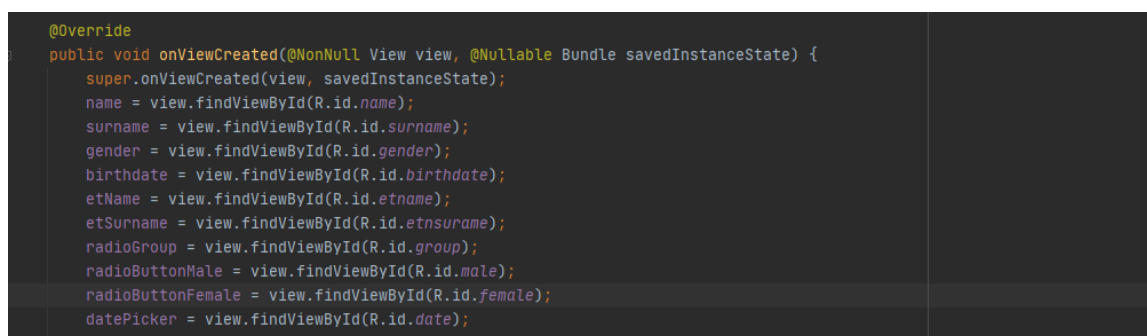 @Override
public void onViewCreated(@NonNull View view, @Nullable Bundle savedInstanceState) {
super.onViewCreated(view, savedInstanceState);
name = view.findViewById(R.id.name);
surname = view.findViewById(R.id.surname);
gender = view.findViewById(R.id.gender);
birthdate = view.findViewById(R.id.birthdate);
etName = view.findViewById(R.id.etname);
etSurname = view.findViewById(R.id.etnsurame);
radioGroup = view.findViewById(R.id.group);
radioButtonMale = view.findViewById(R.id.male);
radioButtonFemale = view.findViewById(R.id.female);
datePicker = view.findViewById(R.id.date);